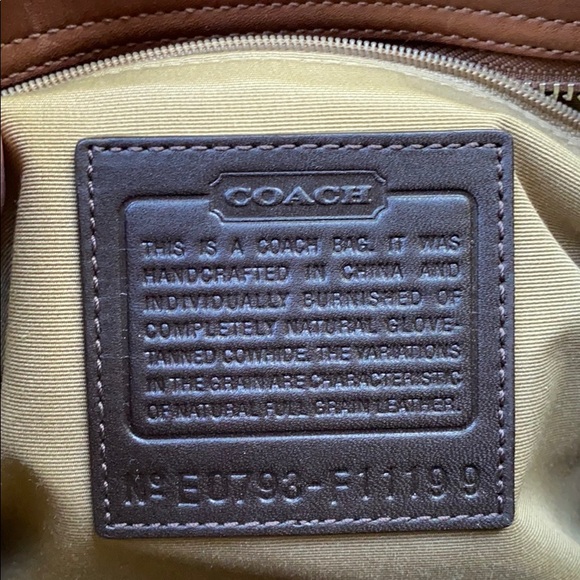 COACH
THIS IS A COACH BAG. IT WAS
HANDCRAFTED IN CHINA AND
INDIVIDUALLY BURNISHED OF
COMPLETELY NATURAL GLOVE-
TANNED COWHIDE. THE VARIATIONS
IN THE GRAIN ARE CHARACTERISTIC
OF NATURAL FULL GRAIN LEATHER.
Nº E0793-F11199